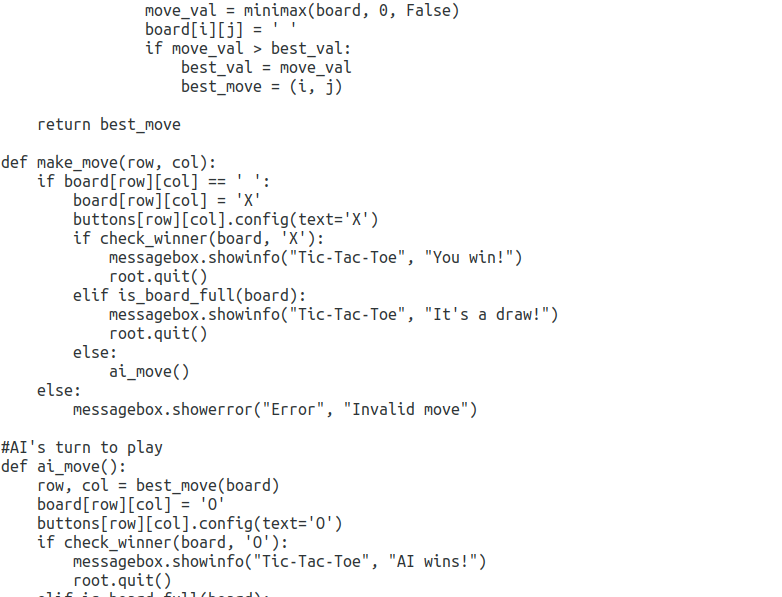 move_val = minimax(board, 0, False)
                board[i][j] = ' '
                if move_val > best_val:
                    best_val = move_val
                    best_move = (i, j)

    return best_move

def make_move(row, col):
    if board[row][col] == ' ':
        board[row][col] = 'X'
        buttons[row][col].config(text='X')
        if check_winner(board, 'X'):
            messagebox.showinfo("Tic-Tac-Toe", "You win!")
            root.quit()
        elif is_board_full(board):
            messagebox.showinfo("Tic-Tac-Toe", "It's a draw!")
            root.quit()
        else:
            ai_move()
    else:
        messagebox.showerror("Error", "Invalid move")

#AI's turn to play
def ai_move():
    row, col = best_move(board)
    board[row][col] = 'O'
    buttons[row][col].config(text='O')
    if check_winner(board, 'O'):
        messagebox.showinfo("Tic-Tac-Toe", "AI wins!")
        root.quit()
    elif is_board_full(board):